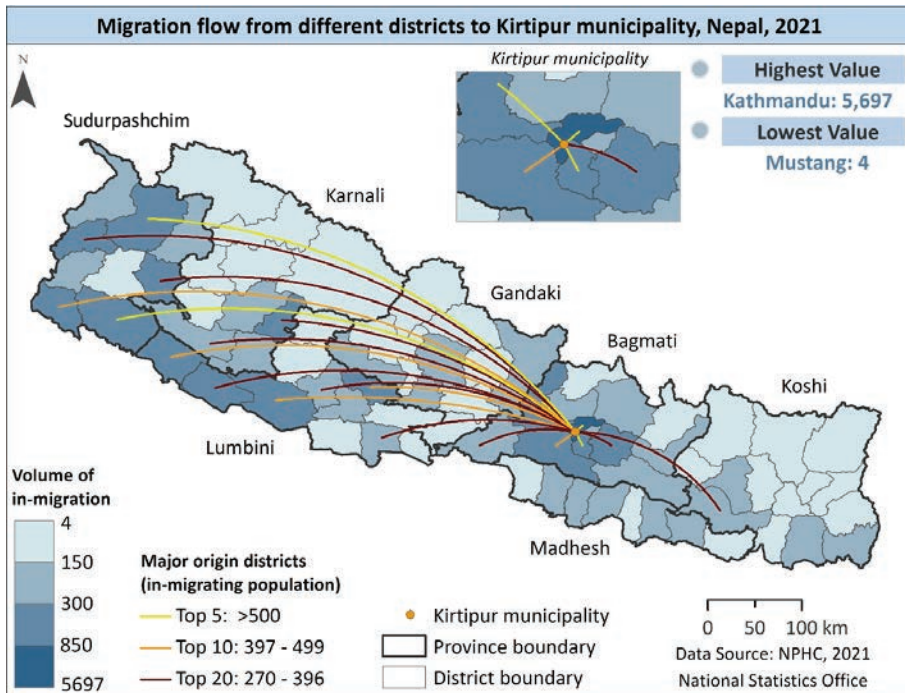 Migration flow from different districts to Kirtipur municipality, Nepal, 2021
N
Kirtipur municipality
Highest Value
Kathmandu: 5,697
Lowest Value
Mustang: 4
Sudurpashchim
Karnali
Gandaki
Bagmati
Koshi
Lumbini
Madhesh
Volume of
in-migration
4
150
300
850
5697
Major origin districts
(in-migrating population)
Top 5: >500
Top 10: 397 - 499
Top 20: 270 - 396
Kirtipur municipality
Province boundary
District boundary
0 50 100 km
Data Source: NPHC, 2021
National Statistics Office